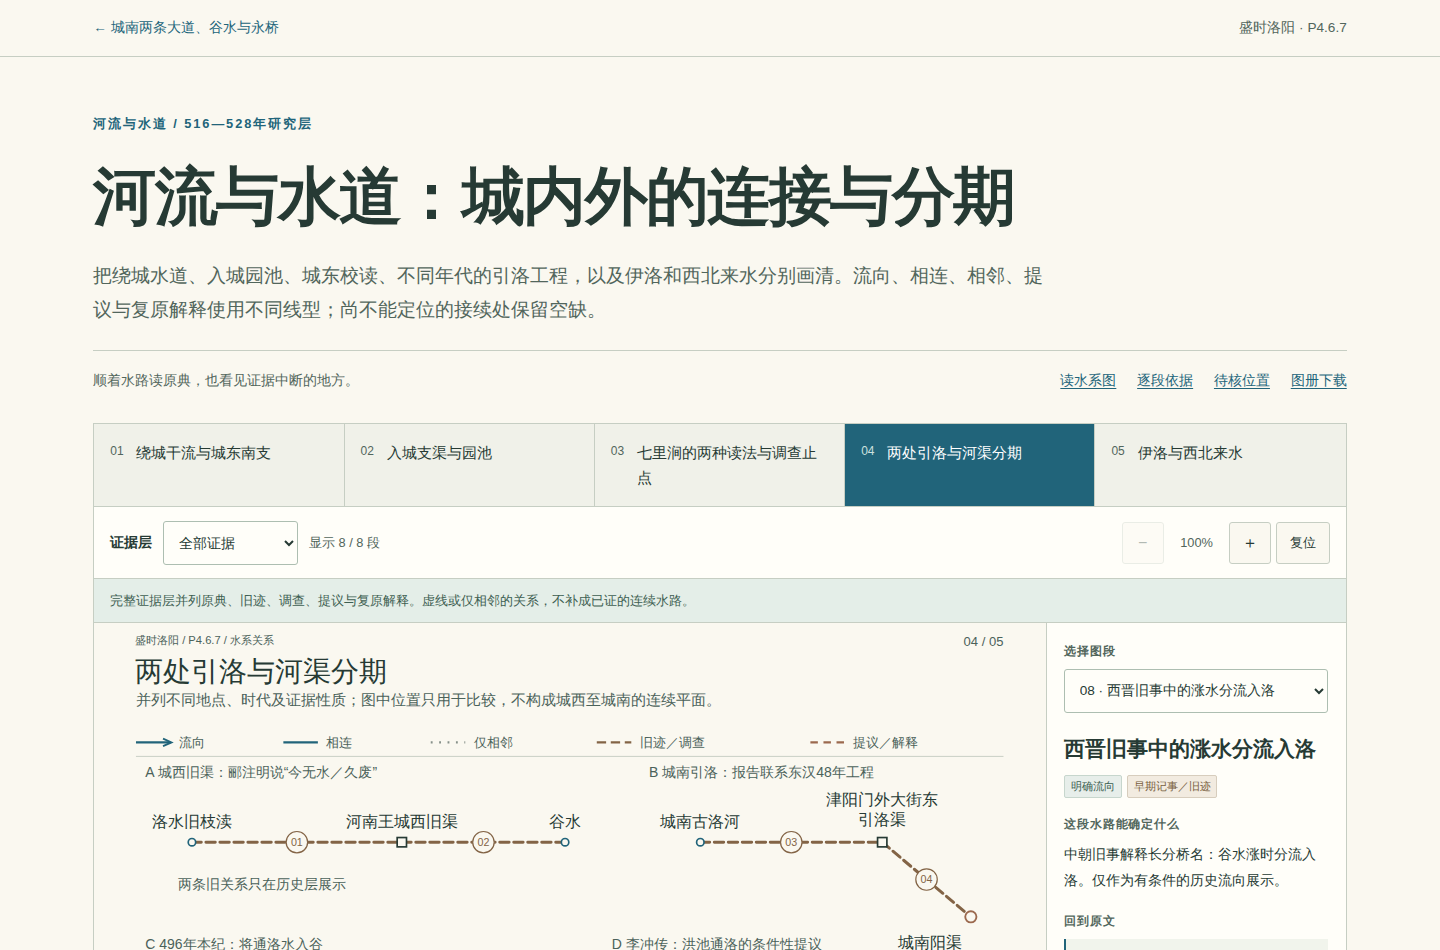 ← 城南两条大道、谷水与永桥
盛时洛阳 · P4.6.7
河流与水道 / 516—528年研究层
河流与水道：城内外的连接与分期
把绕城水道、入城园池、城东校读、不同年代的引洛工程，以及伊洛和西北来水分别画清。流向、相连、相邻、提
议与复原解释使用不同线型；尚不能定位的接续处保留空缺。
顺着水路读原典，也看见证据中断的地方。
读水系图 逐段依据 待核位置 图册下载
01 绕城干流与城东南支
02 入城支渠与园池
03 七里涧的两种读法与调查止
点
04 两处引洛与河渠分期
05 伊洛与西北来水
证据层 全部证据 显示 8 / 8 段
− 100% + 复位
完整证据层并列原典、旧迹、调查、提议与复原解释。虚线或仅相邻的关系，不补成已证的连续水路。
盛时洛阳 / P4.6.7 / 水系关系
04 / 05
两处引洛与河渠分期
并列不同地点、时代及证据性质；图中位置只用于比较，不构成城西至城南的连续平面。
流向 相连 仅相邻 旧迹／调查 提议／解释
A 城西旧渠：郦注明说“今无水／久废”
洛水旧枝渎 河南王城西旧渠 谷水
01 02
两条旧关系只在历史层展示
B 城南引洛：报告联系东汉48年工程
津阳门外大街东
引洛渠
城南古洛河
03
04
城南阳渠
C 496年本纪：将通洛水入谷
D 李冲传：洪池通洛的条件性提议
选择图段
08 · 西晋旧事中的涨水分流入洛
西晋旧事中的涨水分流入洛
明确流向 早期记事／旧迹
这段水路能确定什么
中朝旧事解释长分桥名：谷水涨时分流入
洛。仅作为有条件的历史流向展示。
回到原文